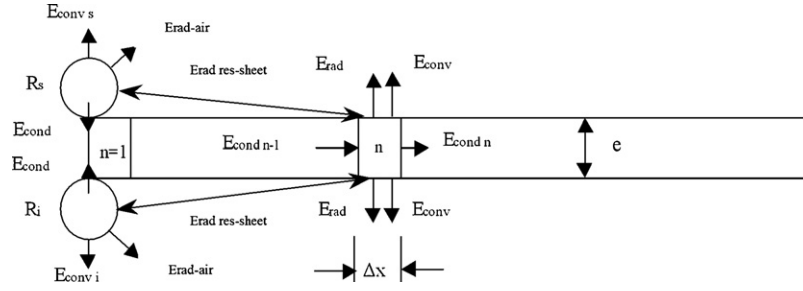 Econv s
Erad-air
Erad res-sheet
Erad
Econv
Rs
Econd
n=1
Econd n-1
n
Econd n
e
Econd
Ri
Erad res-sheet
Erad
Econv
Erad-air
Econv i
Δx